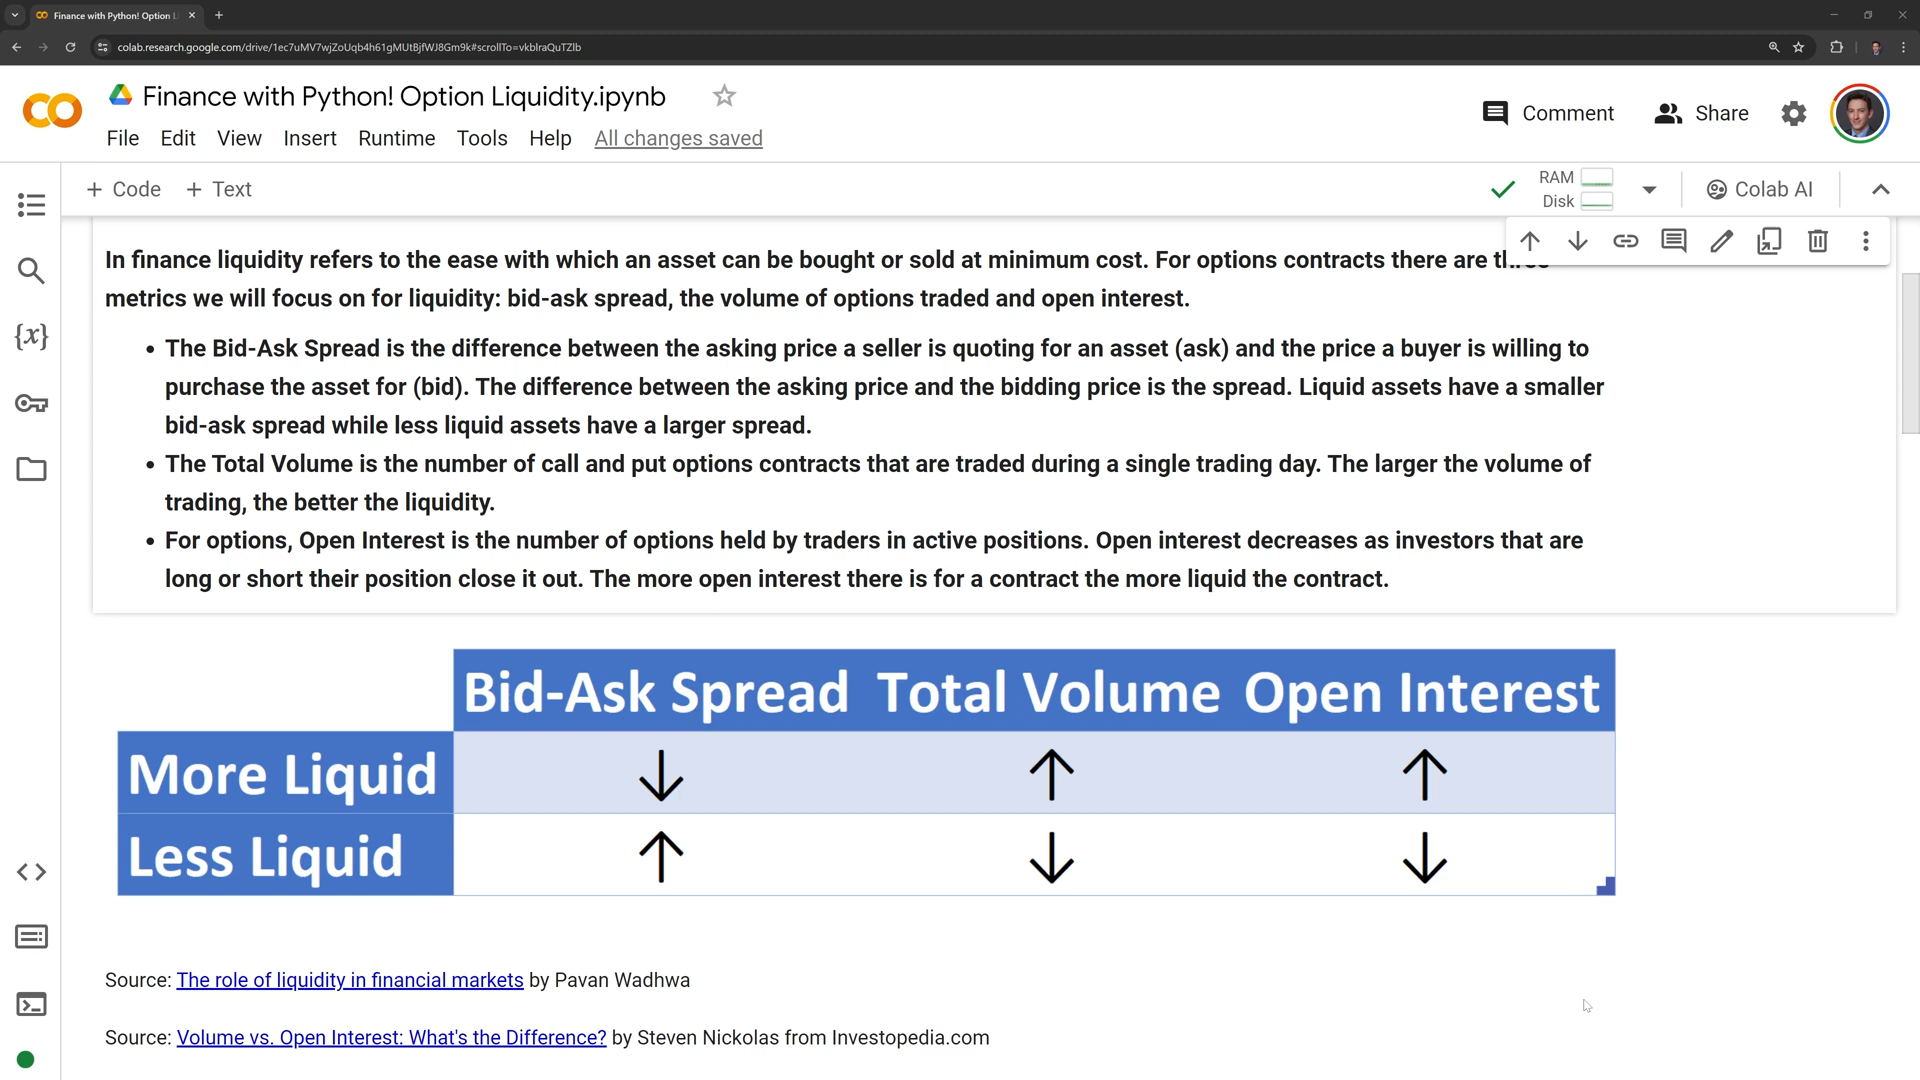 Finance with Python! Option Li
colab.research.google.com/drive/1ec7uMV7wjZoUqb4h61gMUtBjfWJ8Gm9k#scrollTo=vkblraQuTZlb
Finance with Python! Option Liquidity.ipynb
Comment
Share
File Edit View Insert Runtime Tools Help All changes saved
+ Code + Text
RAM
Disk
Colab AI
In finance liquidity refers to the ease with which an asset can be bought or sold at minimum cost. For options contracts there are three
metrics we will focus on for liquidity: bid-ask spread, the volume of options traded and open interest.
• The Bid-Ask Spread is the difference between the asking price a seller is quoting for an asset (ask) and the price a buyer is willing to
purchase the asset for (bid). The difference between the asking price and the bidding price is the spread. Liquid assets have a smaller
bid-ask spread while less liquid assets have a larger spread.
• The Total Volume is the number of call and put options contracts that are traded during a single trading day. The larger the volume of
trading, the better the liquidity.
• For options, Open Interest is the number of options held by traders in active positions. Open interest decreases as investors that are
long or short their position close it out. The more open interest there is for a contract the more liquid the contract.
Bid-Ask Spread Total Volume Open Interest
More Liquid ↓ ↑ ↑
Less Liquid ↑ ↓ ↓
Source: The role of liquidity in financial markets by Pavan Wadhwa
Source: Volume vs. Open Interest: What's the Difference? by Steven Nickolas from Investopedia.com